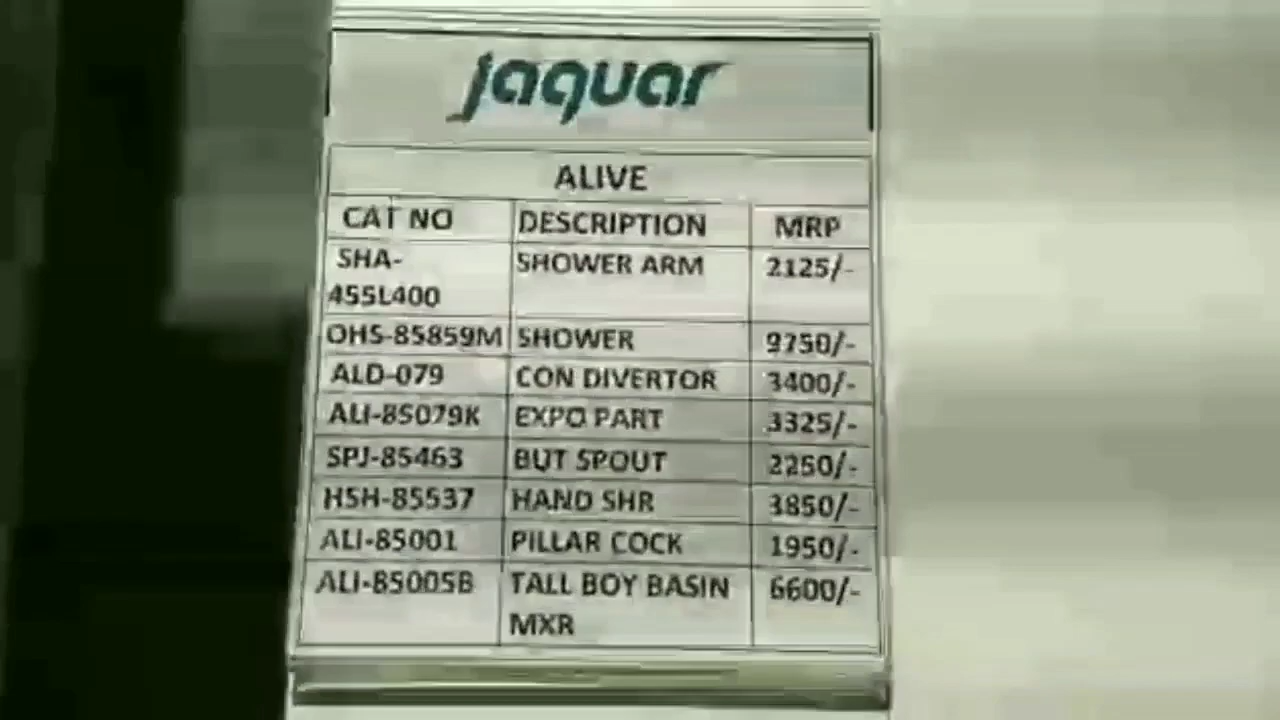 Jaquar
ALIVE
CAT NO DESCRIPTION MRP
SHA-455L400 SHOWER ARM 2125/-
OHS-85859M SHOWER 9750/-
ALD-079 CON DIVERTOR 3400/-
ALI-85079K EXPO PART 3325/-
SPJ-85463 BUT SPOUT 2250/-
HSH-85537 HAND SHR 3850/-
ALI-85001 PILLAR COCK 1950/-
ALI-85005B TALL BOY BASIN MXR 6600/-